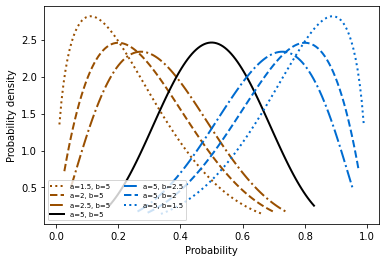 Probability density
2.5
2.0
1.5
1.0
0.5
a=1.5, b=5
a=2, b=5
a=2.5, b=5
a=5, b=5
a=5, b=2.5
a=5, b=2
a=5, b=1.5
0.0 0.2 0.4 0.6 0.8 1.0
Probability